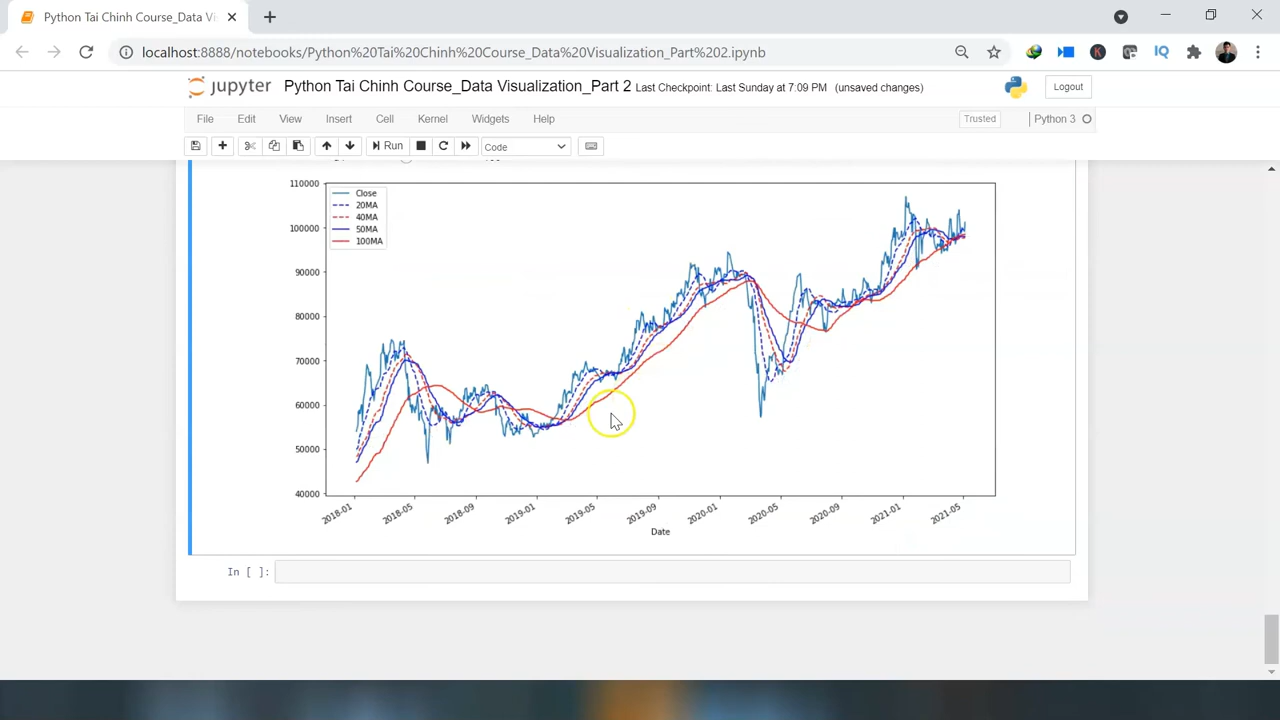 Python Tai Chinh Course_Data Vi
localhost:8888/notebooks/Python%20Tai%20Chinh%20Course_Data%20Visualization_Part%202.ipynb
K
IQ
jupyter Python Tai Chinh Course_Data Visualization_Part 2 Last Checkpoint: Last Sunday at 7:09 PM (unsaved changes)
Logout
File Edit View Insert Cell Kernel Widgets Help Trusted Python 3
Run Code
110000
100000
90000
80000
70000
60000
50000
40000
Close
20MA
40MA
50MA
100MA
2018-01 2018-05 2018-09 2019-01 2019-05 2019-09 2020-01 2020-05 2020-09 2021-01 2021-05
Date
In [ ]: